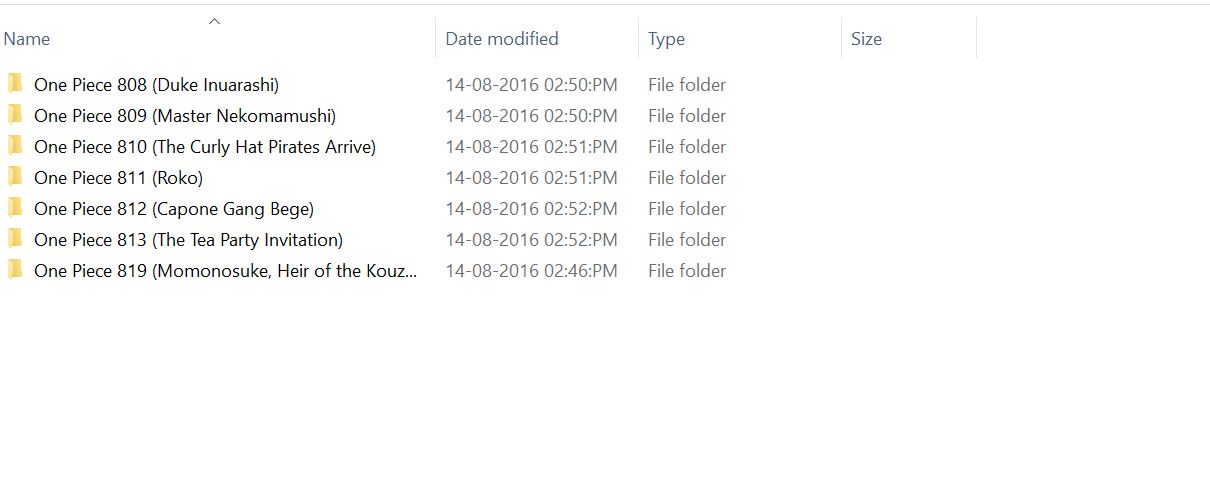 Name Date modified Type Size
One Piece 808 (Duke Inuarashi) 14-08-2016 02:50:PM File folder
One Piece 809 (Master Nekomamushi) 14-08-2016 02:50:PM File folder
One Piece 810 (The Curly Hat Pirates Arrive) 14-08-2016 02:51:PM File folder
One Piece 811 (Roko) 14-08-2016 02:51:PM File folder
One Piece 812 (Capone Gang Bege) 14-08-2016 02:52:PM File folder
One Piece 813 (The Tea Party Invitation) 14-08-2016 02:52:PM File folder
One Piece 819 (Momonosuke, Heir of the Kouz... 14-08-2016 02:46:PM File folder